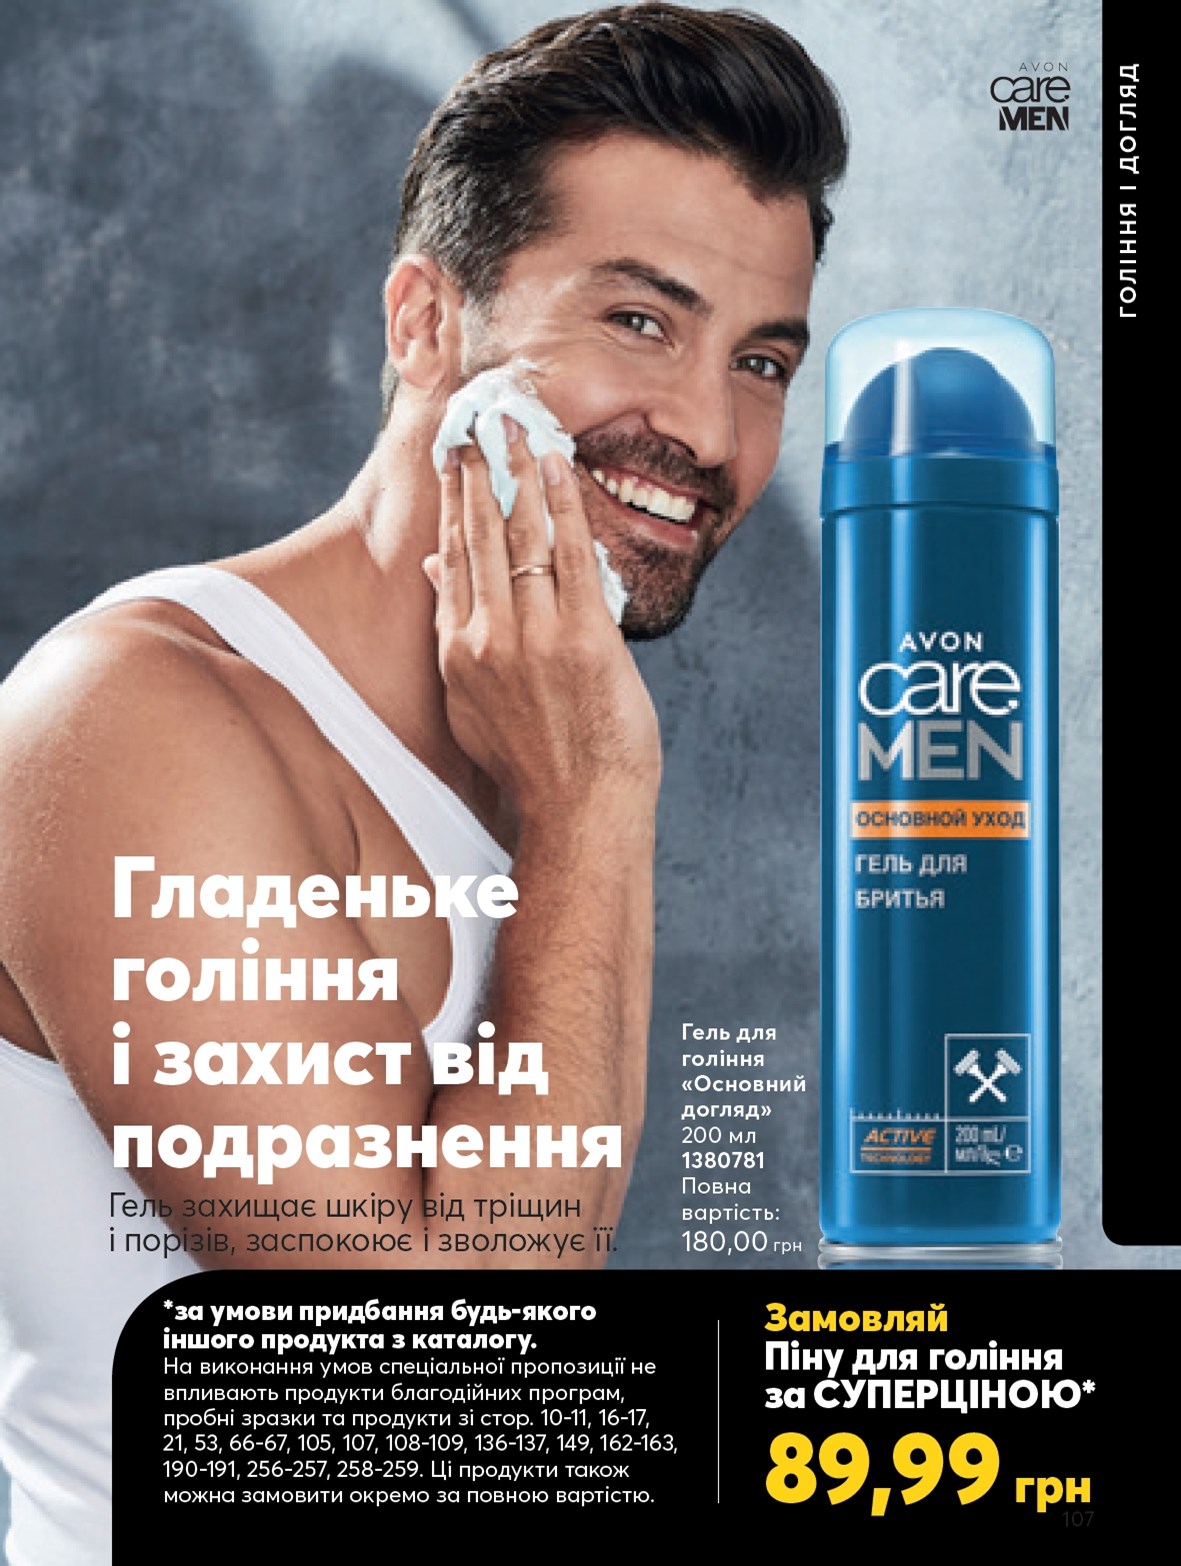 AVON
care
MEN
ГОЛІННЯ І ДОГЛЯД
AVON
care
MEN
ОСНОВНОЙ УХОД
ГЕЛЬ ДЛЯ
БРИТЬЯ
ACTIVE
TECHNOLOGY
200 mL/
Гладеньке
гоління
і захист від
подразнення
Гель захищає шкіру від тріщин
і порізів, заспокоює і зволожує її.
Гель для
гоління
«Основний
догляд»
200 мл
1380781
Повна
вартість:
180,00 грн
*за умови придбання будь-якого
іншого продукта з каталогу.
На виконання умов спеціальної пропозиції не
впливають продукти благодійних програм,
пробні зразки та продукти зі стор. 10-11, 16-17,
21, 53, 66-67, 105, 107, 108-109, 136-137, 149, 162-163,
190-191, 256-257, 258-259. Ці продукти також
можна замовити окремо за повною вартістю.
Замовляй
Піну для гоління
за СУПЕРЦІНОЮ*
89,99 грн
107